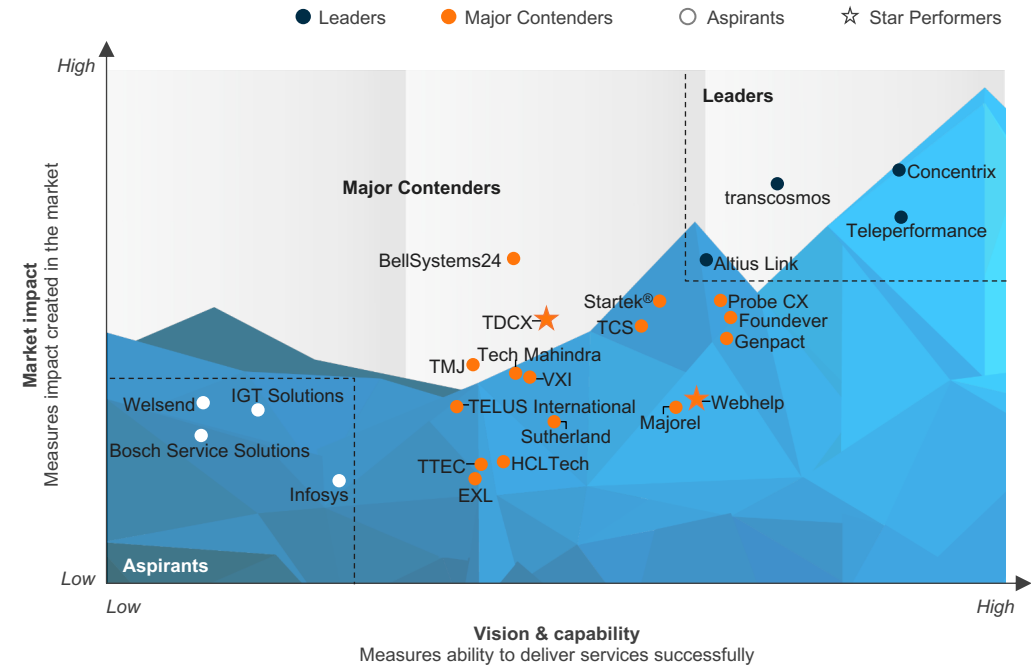 Leaders
Major Contenders
Aspirants
Star Performers
High
Leaders
Major Contenders
Concentrix
transcosmos
Teleperformance
BellSystems24
Altius Link
Startek®
Probe CX
TDCX
TCS
Foundever
Genpact
Tech Mahindra
TMJ
VXI
IGT Solutions
Welsend
TELUS International
Webhelp
Majorel
Sutherland
Bosch Service Solutions
TTEC
HCLTech
EXL
Infosys
Aspirants
Market impact
Measures impact created in the market
Low
Low
High
Vision & capability
Measures ability to deliver services successfully